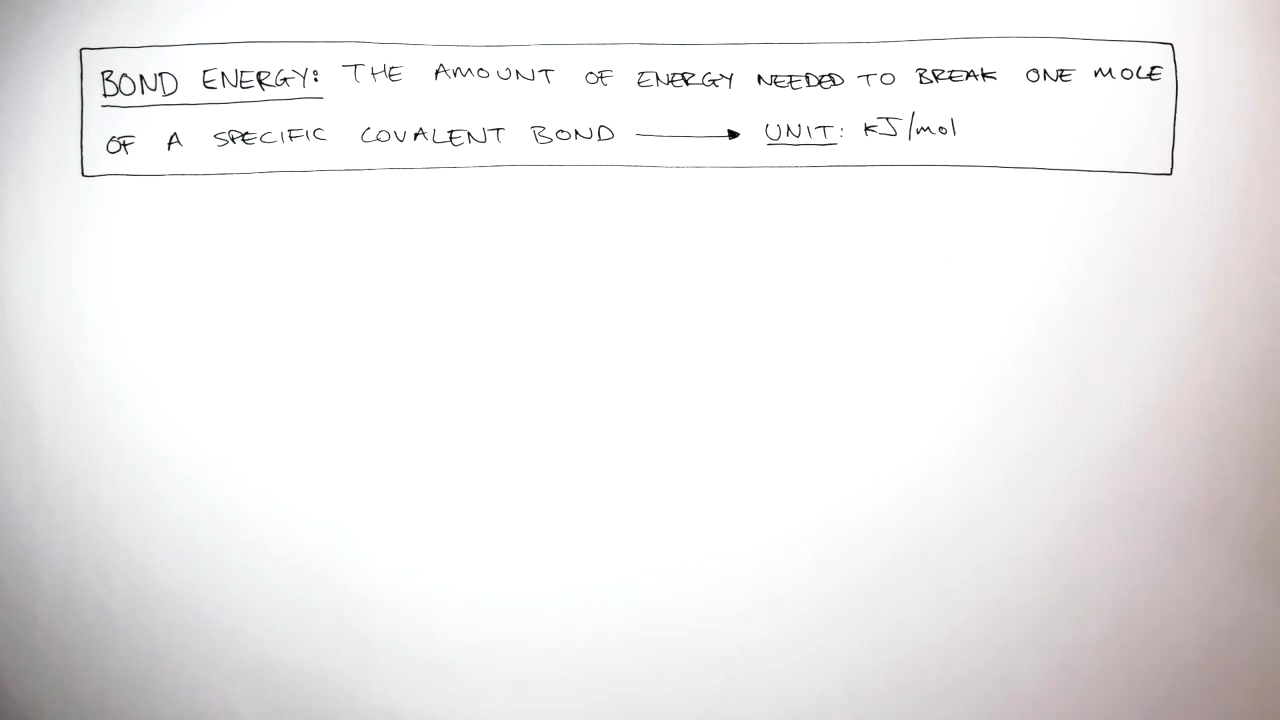 BOND ENERGY: THE AMOUNT OF ENERGY NEEDED TO BREAK ONE MOLE
OF A SPECIFIC COVALENT BOND → UNIT: kJ/mol